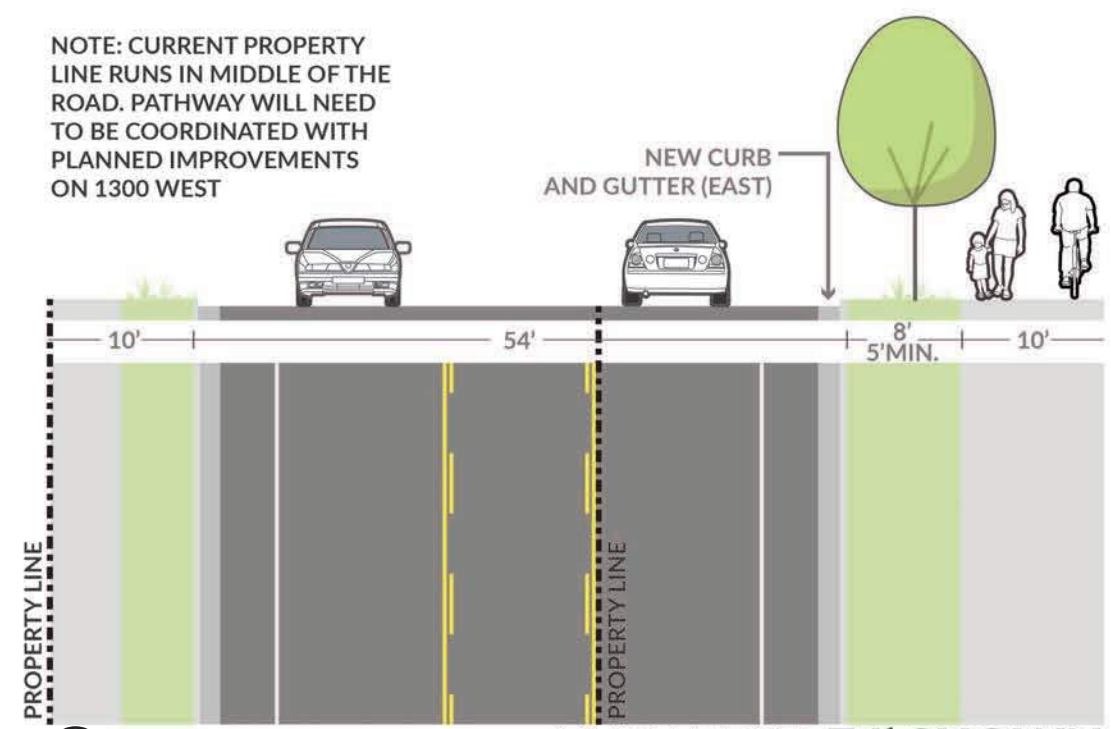 NOTE: CURRENT PROPERTY
LINE RUNS IN MIDDLE OF THE
ROAD. PATHWAY WILL NEED
TO BE COORDINATED WITH
PLANNED IMPROVEMENTS
ON 1300 WEST
NEW CURB
AND GUTTER (EAST)
10'
54'
8'
5'MIN.
10'
PROPERTY LINE
PROPERTY LINE